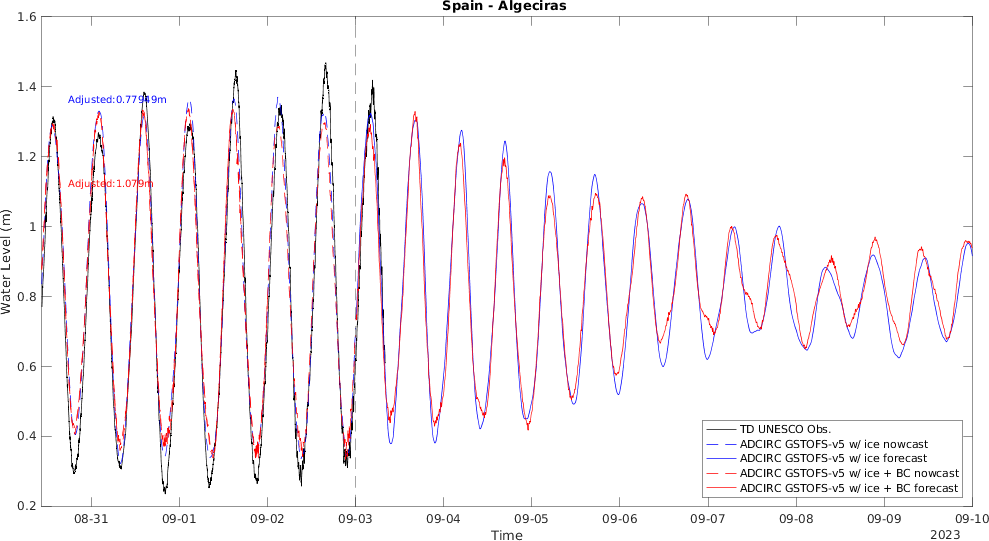 Spain - Algeciras
1.6
1.4
1.2
1
0.8
0.6
0.4
0.2
Water Level (m)
Adjusted:0.77949m
Adjusted:1.079m
TD UNESCO Obs.
ADCIRC GSTOFS-v5 w/ ice nowcast
ADCIRC GSTOFS-v5 w/ ice forecast
ADCIRC GSTOFS-v5 w/ ice + BC nowcast
ADCIRC GSTOFS-v5 w/ ice + BC forecast
08-31 09-01 09-02 09-03 09-04 09-05 09-06 09-07 09-08 09-09 09-10
Time
2023